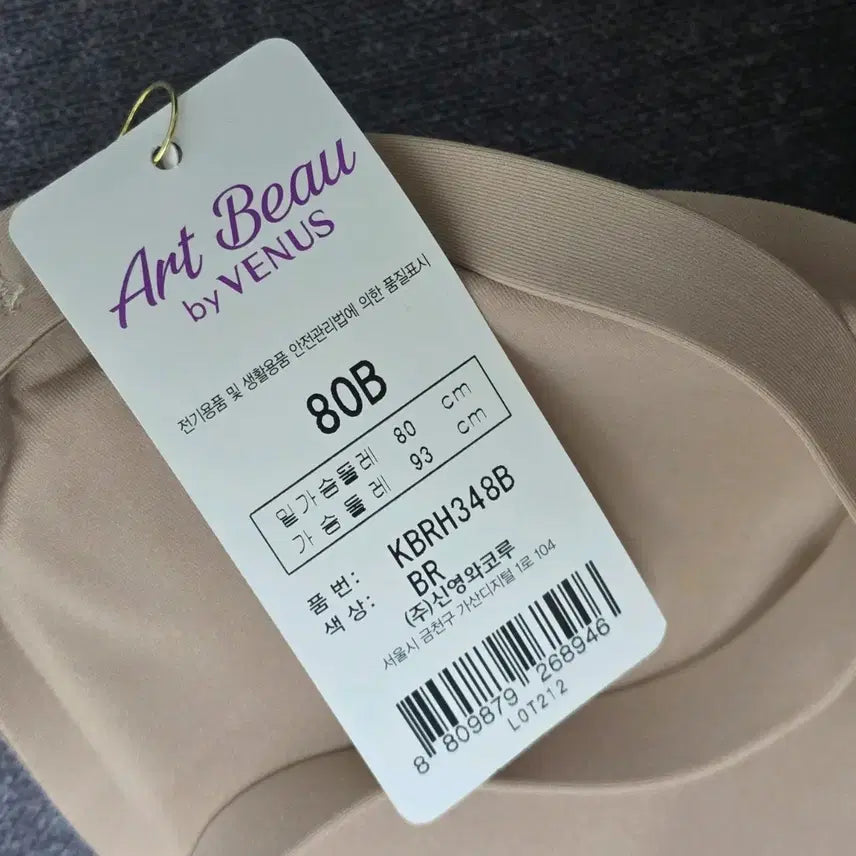 Art Beau
by VENUS
전기용품 및 생활용품 안전관리법에 의한 품질표시
80B
밑가슴둘레 80 cm
가슴둘레 93 cm
품 번: KBRH348B
색 상: BR
(주)신영와코루
서울시 금천구 가산디지털 1로 104
8 809879 268946
LOT212